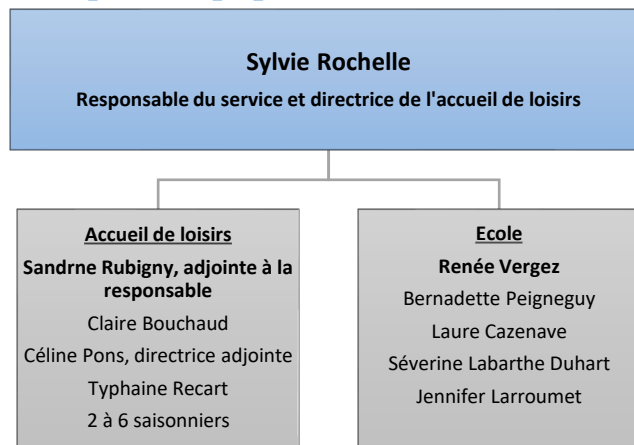 Sylvie Rochelle
Responsable du service et directrice de l'accueil de loisirs
Accueil de loisirs
Sandrne Rubigny, adjointe à la
responsable
Claire Bouchaud
Céline Pons, directrice adjointe
Typhaine Recart
2 à 6 saisonniers
Ecole
Renée Vergez
Bernadette Peigneguy
Laure Cazenave
Séverine Labarthe Duhart
Jennifer Larroumet